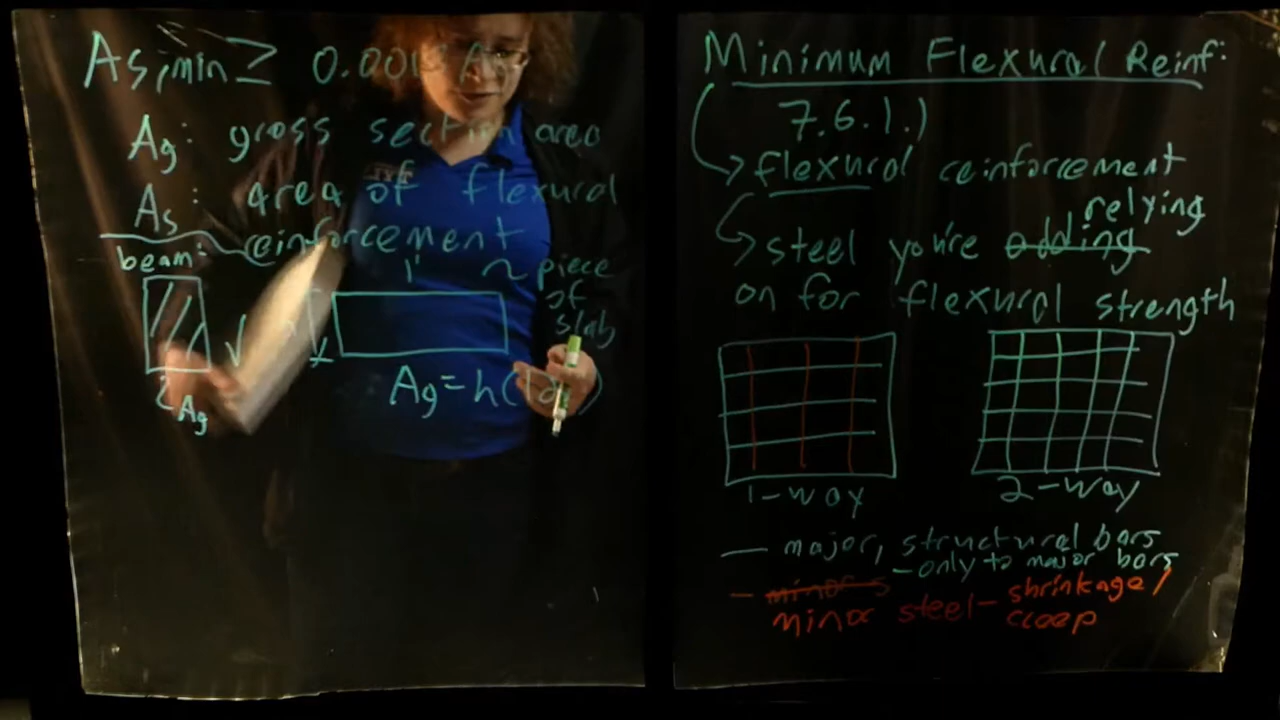 As,min ≥ 0.0018 Ag
Ag: gross section area
As: area of flexural
reinforcement
beam:
1'
~ piece
of
slab
h
Ag
Ag = h(12")
Minimum Flexural Reinf:
7.6.1.)
flexural reinforcement
relying
steel you're adding
on for flexural strength
1-way
2-way
— major, structural bars
- only to major bars
- minor s
shrinkage/
minor steel - creep